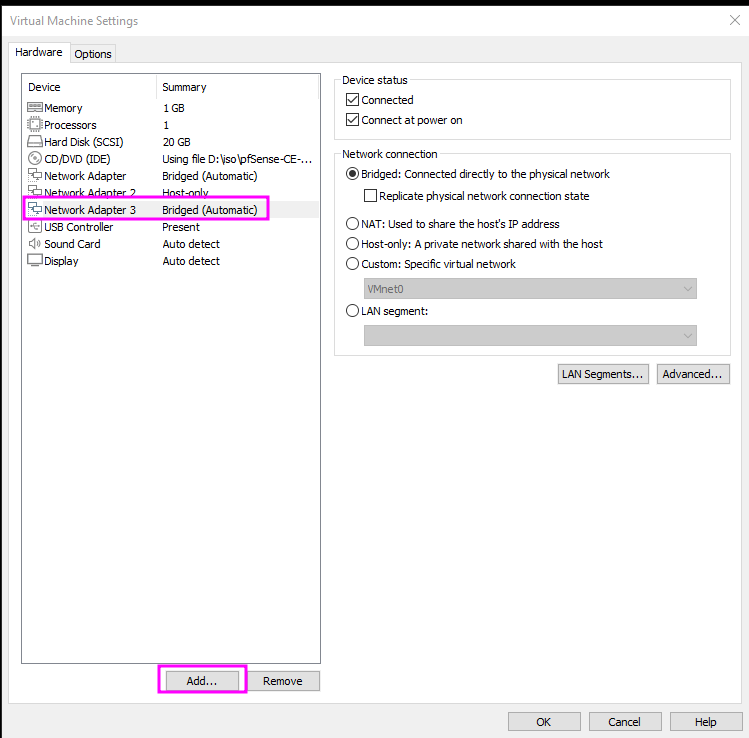 Virtual Machine Settings
Hardware
Options
Device Summary
Memory 1 GB
Processors 1
Hard Disk (SCSI) 20 GB
CD/DVD (IDE) Using file D:\iso\pfSense-CE-...
Network Adapter Bridged (Automatic)
Network Adapter 2 Host-only
Network Adapter 3 Bridged (Automatic)
USB Controller Present
Sound Card Auto detect
Display Auto detect
Add...
Remove
Device status
Connected
Connect at power on
Network connection
Bridged: Connected directly to the physical network
Replicate physical network connection state
NAT: Used to share the host's IP address
Host-only: A private network shared with the host
Custom: Specific virtual network
VMnet0
LAN segment:
LAN Segments... Advanced...
OK Cancel Help